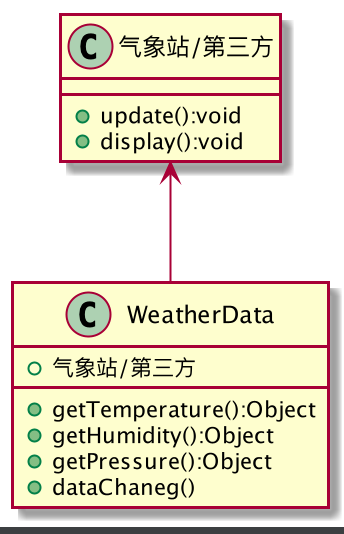 C 气象站/第三方
update():void
display():void
C WeatherData
气象站/第三方
getTemperature():Object
getHumidity():Object
getPressure():Object
dataChaneg()